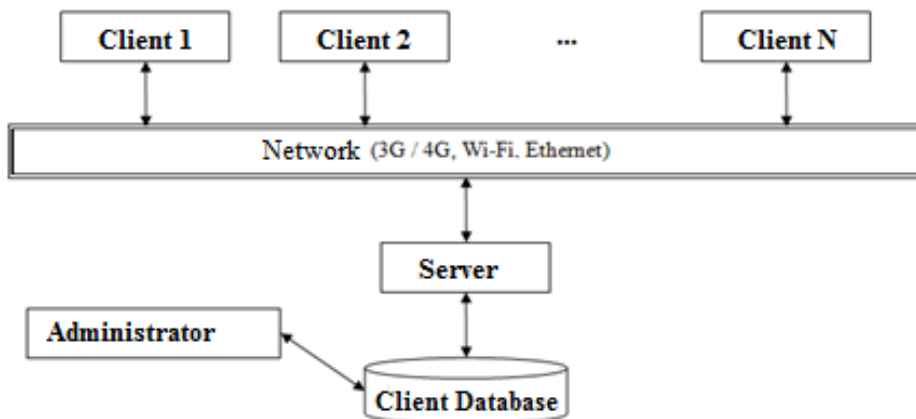 Client 1
Client 2
...
Client N
Network (3G / 4G, Wi-Fi, Ethernet)
Server
Administrator
Client Database